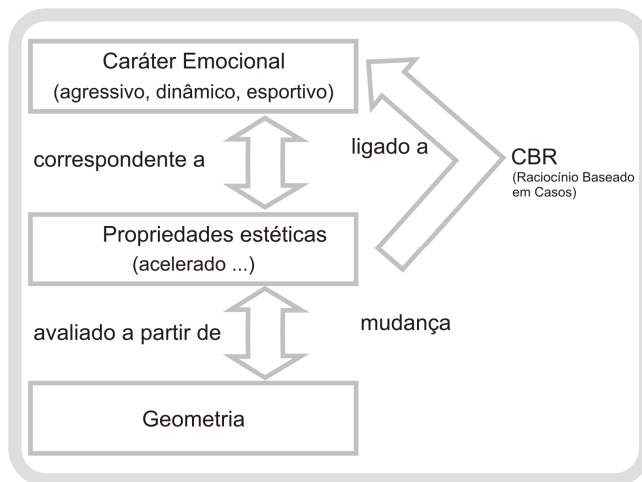 Caráter Emocional
(agressivo, dinâmico, esportivo)
correspondente a
ligado a
CBR
(Raciocínio Baseado
em Casos)
Propriedades estéticas
(acelerado ...)
avaliado a partir de
mudança
Geometria